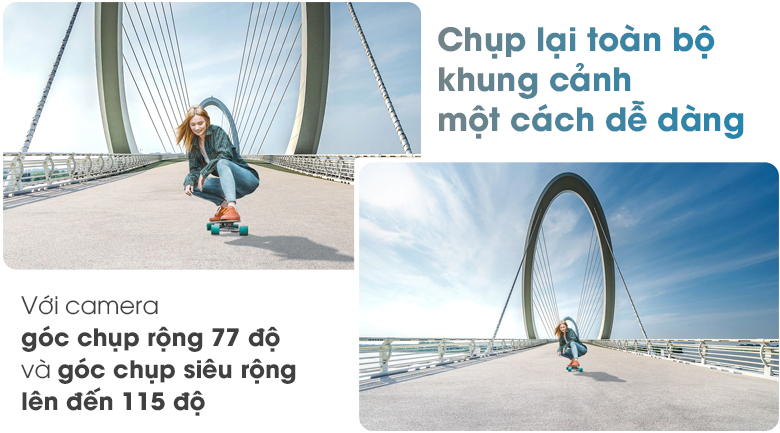 Chụp lại toàn bộ
khung cảnh
một cách dễ dàng
Với camera
góc chụp rộng 77 độ
và góc chụp siêu rộng
lên đến 115 độ